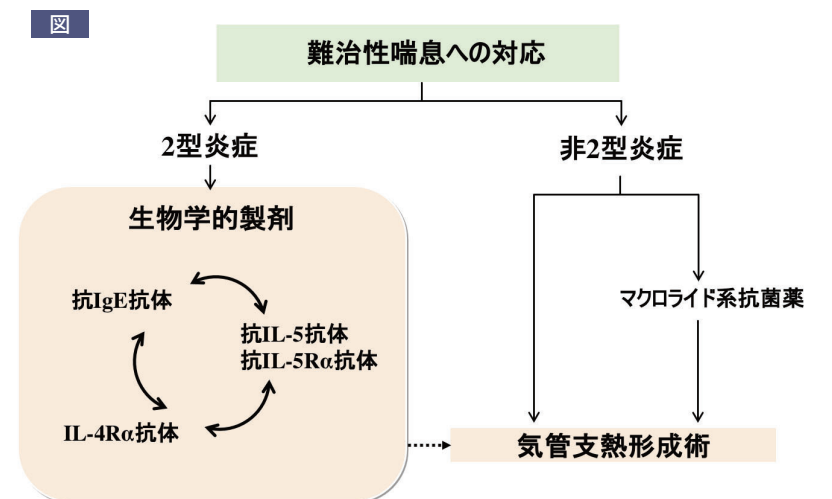 図
難治性喘息への対応
2型炎症
非2型炎症
生物学的製剤
抗IgE抗体
抗IL-5抗体
抗IL-5Rα抗体
IL-4Rα抗体
マクロライド系抗菌薬
気管支熱形成術